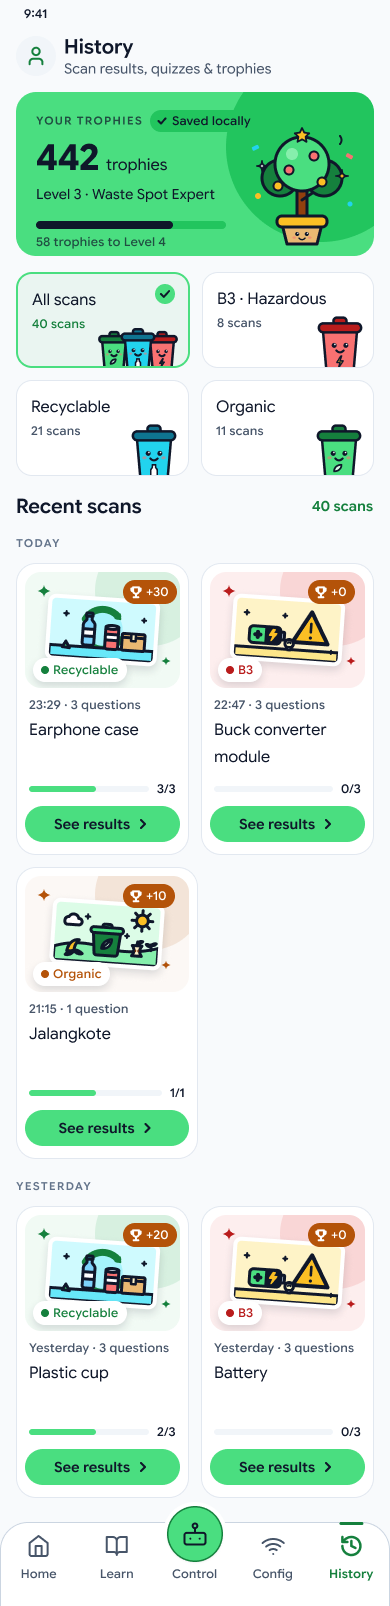 9:41
History
Scan results, quizzes & trophies
YOUR TROPHIES
Saved locally
442 trophies
Level 3 · Waste Spot Expert
58 trophies to Level 4
All scans
40 scans
B3 · Hazardous
8 scans
Recyclable
21 scans
Organic
11 scans
Recent scans
40 scans
TODAY
+30
Recyclable
23:29 · 3 questions
Earphone case
3/3
See results
+0
B3
22:47 · 3 questions
Buck converter
module
0/3
See results
+10
Organic
21:15 · 1 question
Jalangkote
1/1
See results
YESTERDAY
+20
Recyclable
Yesterday · 3 questions
Plastic cup
2/3
See results
+0
B3
Yesterday · 3 questions
Battery
0/3
See results
Home
Learn
Control
Config
History